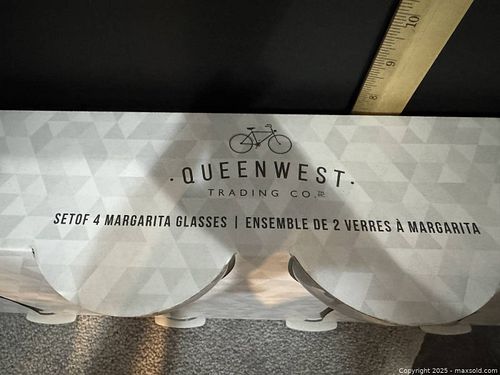 10
9
8
·QUEENWEST·
TRADING CO.
SETOF 4 MARGARITA GLASSES | ENSEMBLE DE 2 VERRES À MARGARITA
Copyright 2025 - maxsold.com